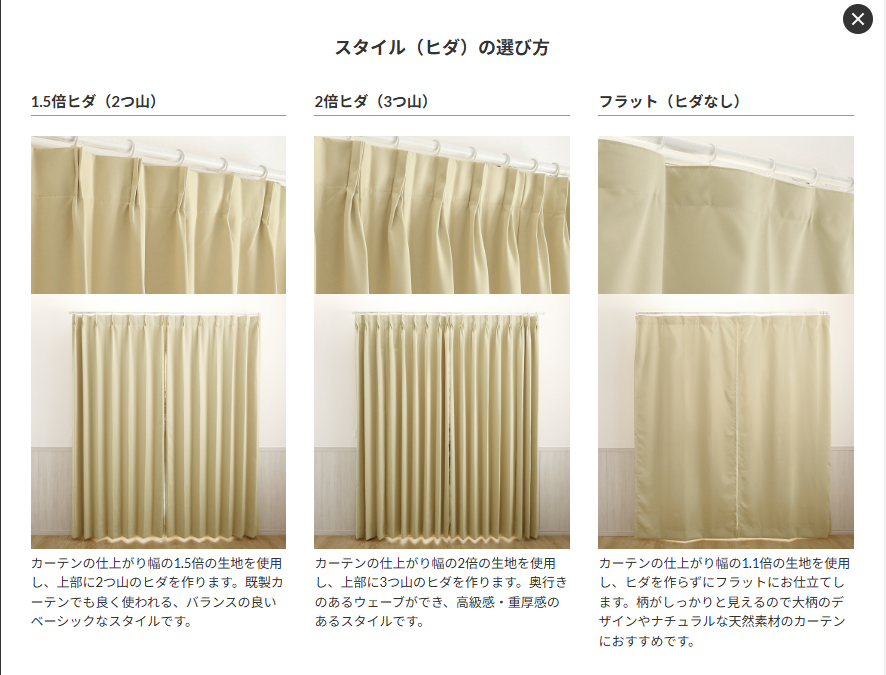 スタイル（ヒダ）の選び方
1.5倍ヒダ（2つ山）
2倍ヒダ（3つ山）
フラット（ヒダなし）
カーテンの仕上がり幅の1.5倍の生地を使用
し、上部に2つ山のヒダを作ります。既製カ
ーテンでも良く使われる、バランスの良い
ベーシックなスタイルです。
カーテンの仕上がり幅の2倍の生地を使用
し、上部に3つ山のヒダを作ります。奥行き
のあるウェーブができ、高級感・重厚感の
あるスタイルです。
カーテンの仕上がり幅の1.1倍の生地を使用
し、ヒダを作らずにフラットにお仕立てし
ます。柄がしっかりと見えるので大柄のデ
ザインやナチュラルな天然素材のカーテン
におすすめです。